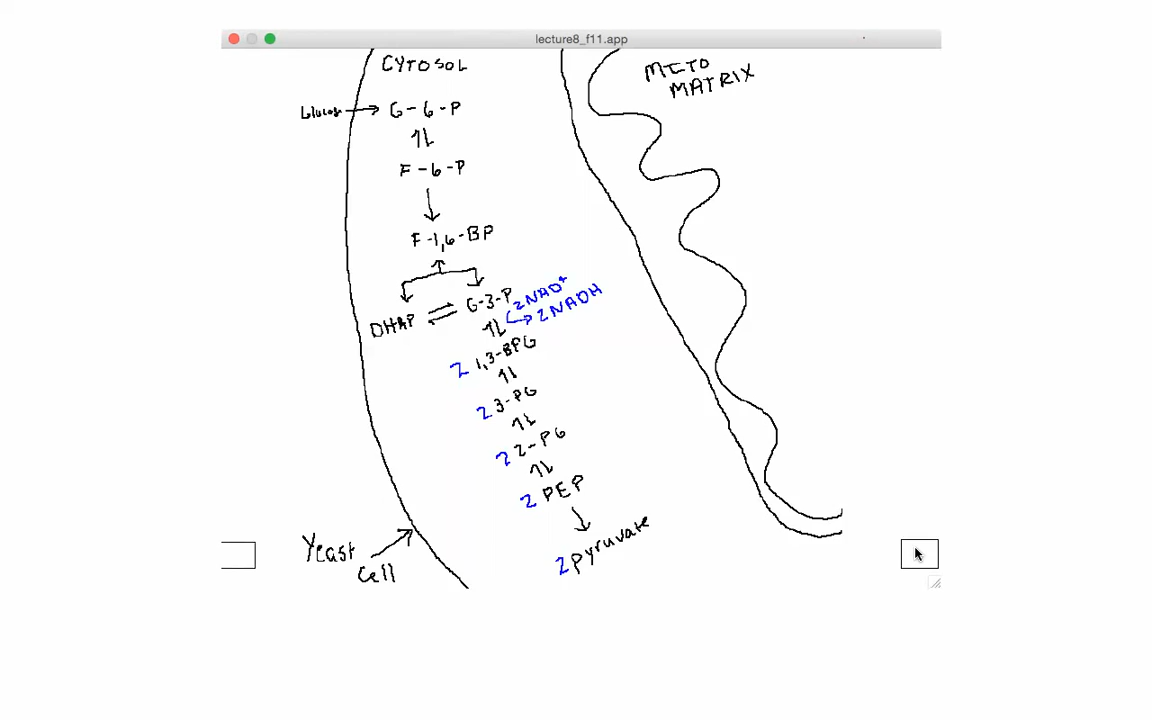 lecture8_f11.app
CYTOSOL
MITO
MATRIX
Glucose
G-6-P
F-6-P
F-1,6-BP
DHAP
G-3-P
2NAD+
2NADH
2 1,3-BPG
2 3-PG
2 2-PG
2 PEP
2 Pyruvate
Yeast
Cell